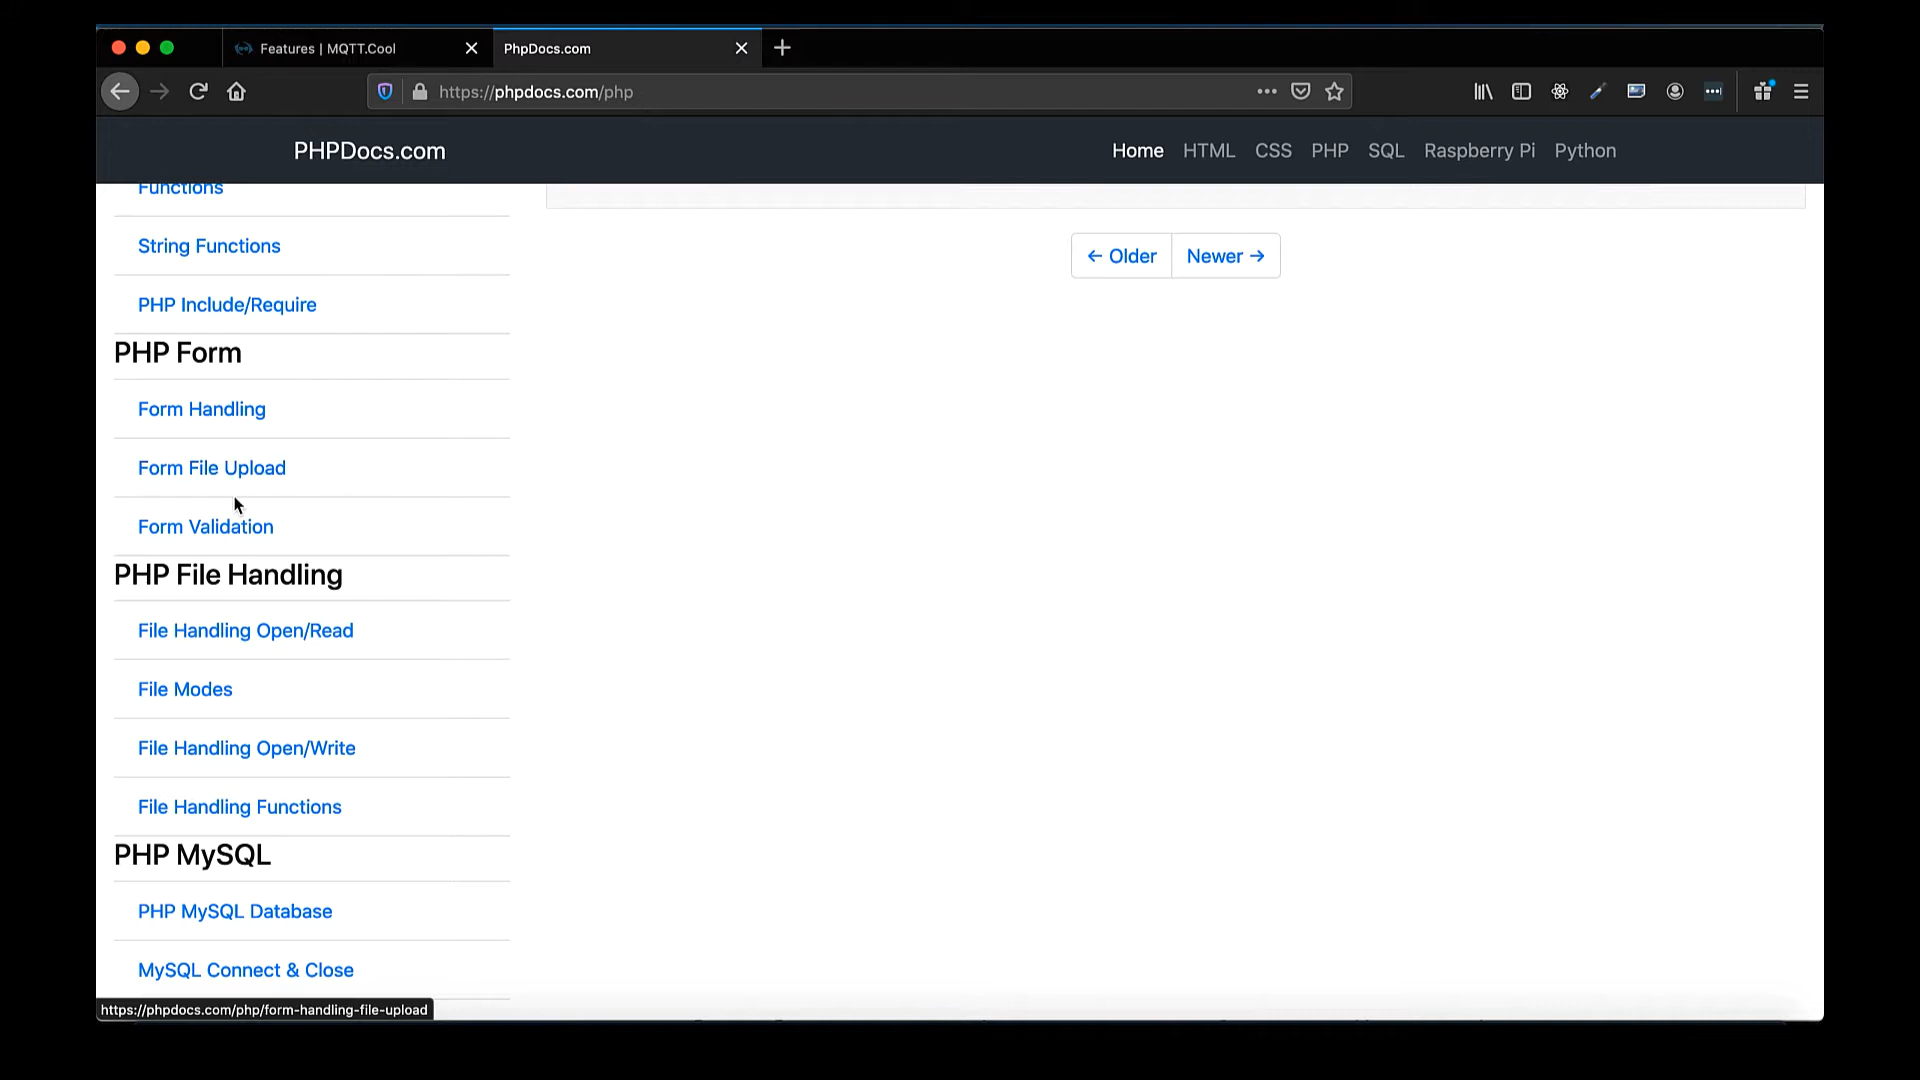 Features | MQTT.Cool
PhpDocs.com
https://phpdocs.com/php
PHPDocs.com
Home HTML CSS PHP SQL Raspberry Pi Python
Functions
String Functions
PHP Include/Require
PHP Form
Form Handling
Form File Upload
Form Validation
PHP File Handling
File Handling Open/Read
File Modes
File Handling Open/Write
File Handling Functions
PHP MySQL
PHP MySQL Database
MySQL Connect & Close
← Older Newer →
https://phpdocs.com/php/form-handling-file-upload